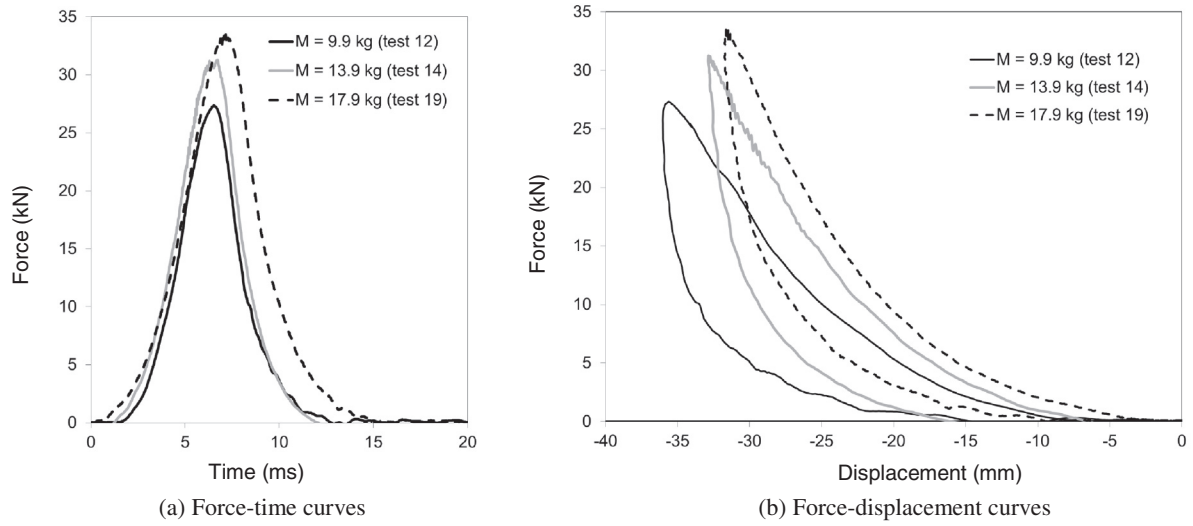 35
30
25
20
15
10
5
0
Force (kN)
M = 9.9 kg (test 12)
M = 13.9 kg (test 14)
M = 17.9 kg (test 19)
0 5 10 15 20
Time (ms)
(a) Force-time curves
35
30
25
20
15
10
5
0
Force (kN)
M = 9.9 kg (test 12)
M = 13.9 kg (test 14)
M = 17.9 kg (test 19)
-40 -35 -30 -25 -20 -15 -10 -5 0
Displacement (mm)
(b) Force-displacement curves